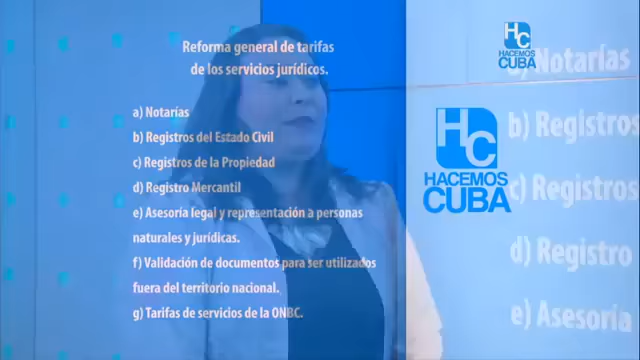 Reforma general de tarifas
de los servicios jurídicos.
a) Notarías
b) Registros del Estado Civil
c) Registros de la Propiedad
d) Registro Mercantil
e) Asesoría legal y representación a personas
naturales y jurídicas.
f) Validación de documentos para ser utilizados
fuera del territorio nacional.
g) Tarifas de servicios de la ONBC.
HC
HACEMOS
CUBA
HC
HACEMOS
CUBA
Notarías
b) Registros
c) Registros
d) Registro
e) Asesoría